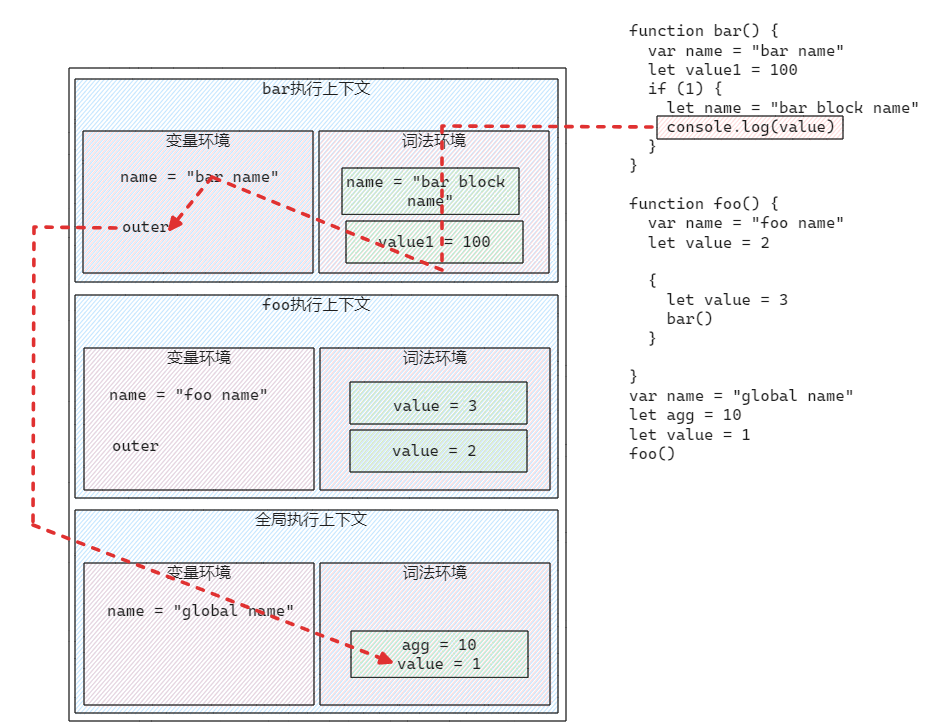 bar执行上下文
变量环境
name = "bar name"
outer
词法环境
name = "bar block
name"
value1 = 100
foo执行上下文
变量环境
name = "foo name"
outer
词法环境
value = 3
value = 2
全局执行上下文
变量环境
name = "global name"
词法环境
agg = 10
value = 1
function bar() {
  var name = "bar name"
  let value1 = 100
  if (1) {
    let name = "bar block name"
    console.log(value)
  }
}
function foo() {
  var name = "foo name"
  let value = 2
  {
    let value = 3
    bar()
  }
}
var name = "global name"
let agg = 10
let value = 1
foo()